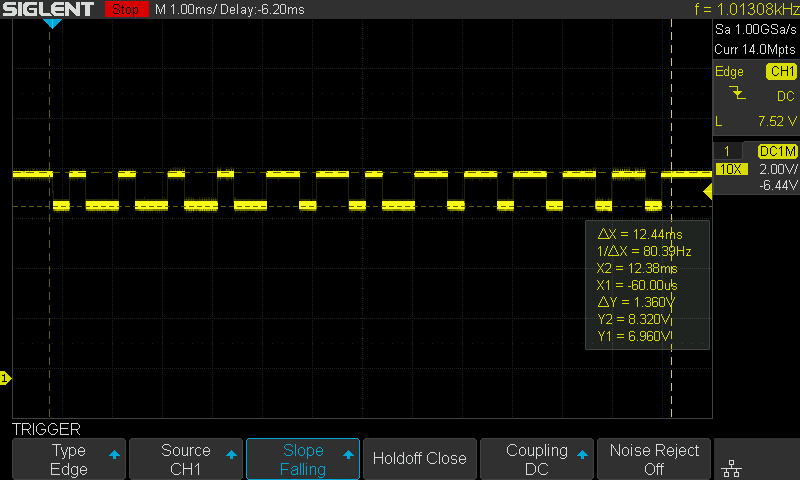 SIGLENT Stop M 1.00ms/ Delay:-6.20ms f = 1.01308kHz
Sa 1.00GSa/s
Curr 14.0Mpts
Edge CH1
DC
L 7.52 V
1 DC1M
10X 2.00V/
-6.44V
1
ΔX = 12.44ms
1/ΔX = 80.39Hz
X2 = 12.38ms
X1 = -60.00us
ΔY = 1.360V
Y2 = 8.320V
Y1 = 6.960V
TRIGGER
Type Edge
Source CH1
Slope Falling
Holdoff Close
Coupling DC
Noise Reject Off